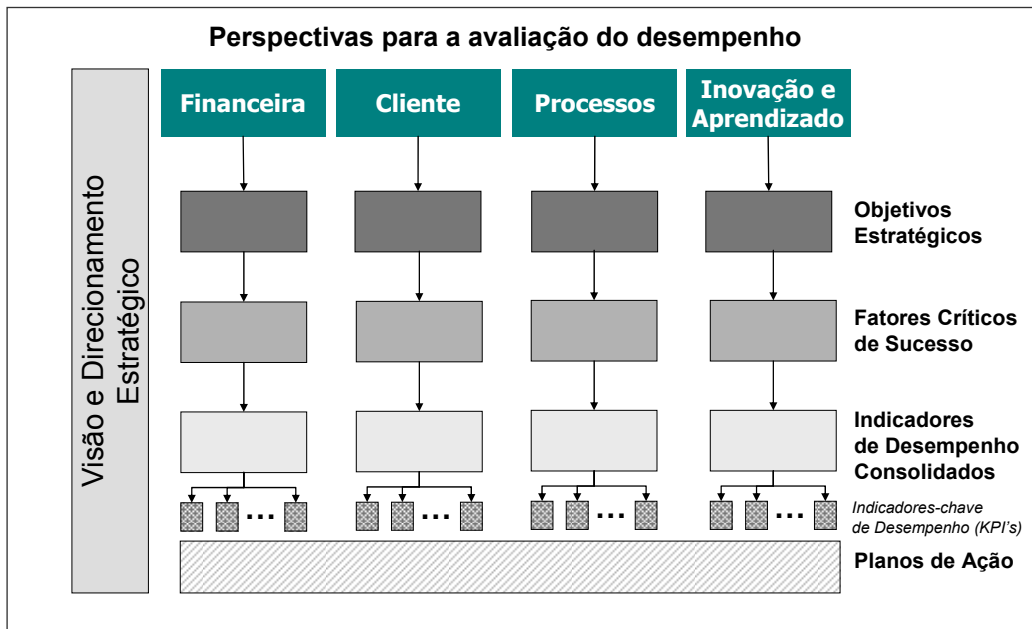 Perspectivas para a avaliação do desempenho
Visão e Direcionamento
Estratégico
Financeira
Cliente
Processos
Inovação e
Aprendizado
Objetivos
Estratégicos
Fatores Críticos
de Sucesso
Indicadores
de Desempenho
Consolidados
...
...
...
...
Indicadores-chave
de Desempenho (KPI's)
Planos de Ação